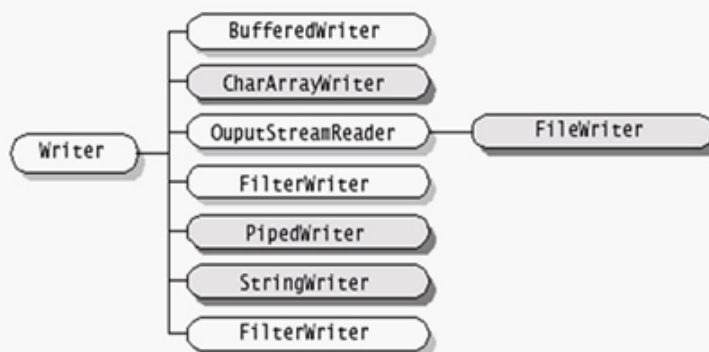 BufferedWriter
CharArrayWriter
OuputStreamReader
FileWriter
Writer
FilterWriter
PipedWriter
StringWriter
FilterWriter